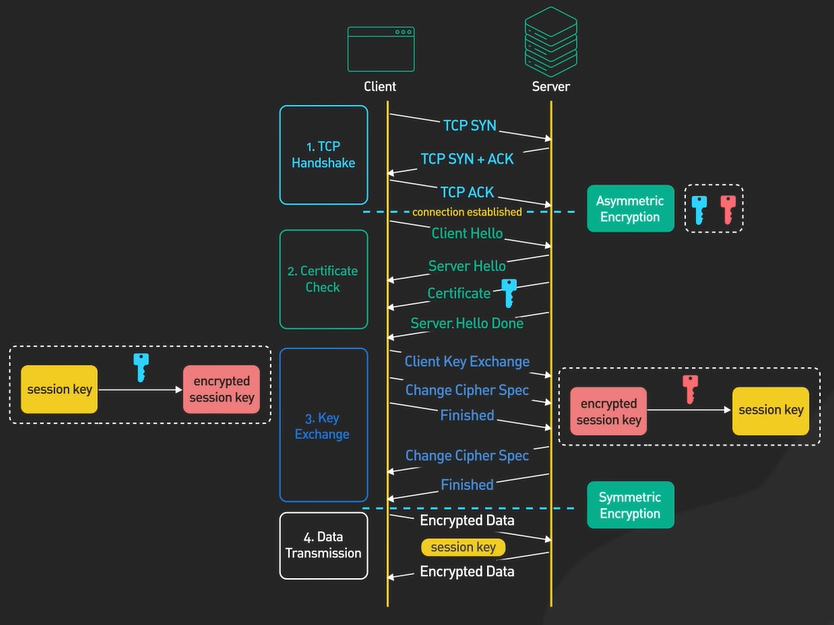 Client
Server
1. TCP
Handshake
TCP SYN
TCP SYN + ACK
TCP ACK
connection established
Asymmetric
Encryption
2. Certificate
Check
Client Hello
Server Hello
Certificate
Server.Hello Done
session key
encrypted
session key
3. Key
Exchange
Client Key Exchange
Change Cipher Spec
Finished
Change Cipher Spec
Finished
encrypted
session key
session key
Symmetric
Encryption
4. Data
Transmission
Encrypted Data
session key
Encrypted Data